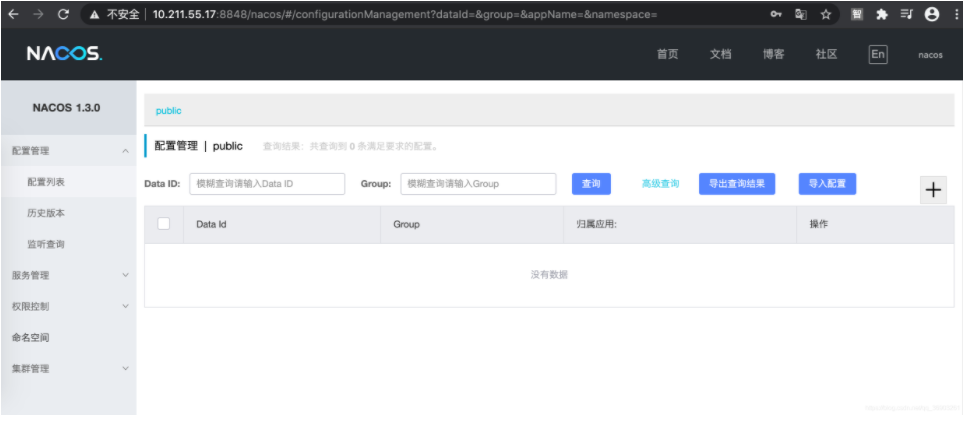 不安全 | 10.211.55.17:8848/nacos/#/configurationManagement?dataId=&group=&appName=&namespace=
NACOS.
首页 文档 博客 社区 En nacos
NACOS 1.3.0
配置管理
配置列表
历史版本
监听查询
服务管理
权限控制
命名空间
集群管理
public
配置管理 | public 查询结果：共查询到 0 条满足要求的配置。
Data ID: 模糊查询请输入Data ID Group: 模糊查询请输入Group 查询 高级查询 导出查询结果 导入配置
Data Id Group 归属应用: 操作
没有数据